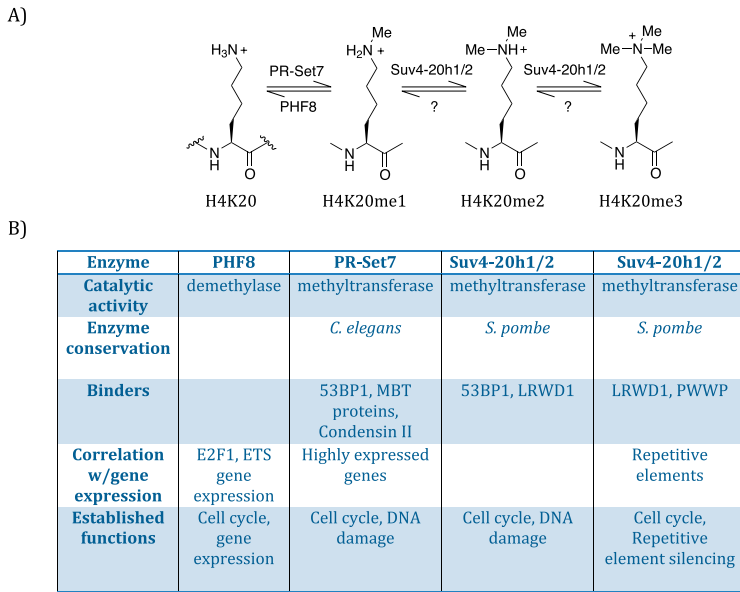 A)
H3N +
PR-Set7
PHF8
N
H
O
H4K20
Me
H2N +
Suv4-20h1/2
?
N
H
O
H4K20me1
Me
Me NH+
Suv4-20h1/2
?
N
H
O
H4K20me2
+ Me
Me N Me
N
H
O
H4K20me3
B)
Enzyme PHF8 PR-Set7 Suv4-20h1/2 Suv4-20h1/2
Catalytic demethylase methyltransferase methyltransferase methyltransferase
activity
Enzyme C. elegans S. pombe S. pombe
conservation
Binders 53BP1, MBT 53BP1, LRWD1 LRWD1, PWWP
proteins,
Condensin II
Correlation E2F1, ETS Highly expressed Repetitive
w/gene gene genes elements
expression expression
Established Cell cycle, Cell cycle, DNA Cell cycle, DNA Cell cycle,
functions gene damage damage Repetitive
expression element silencing